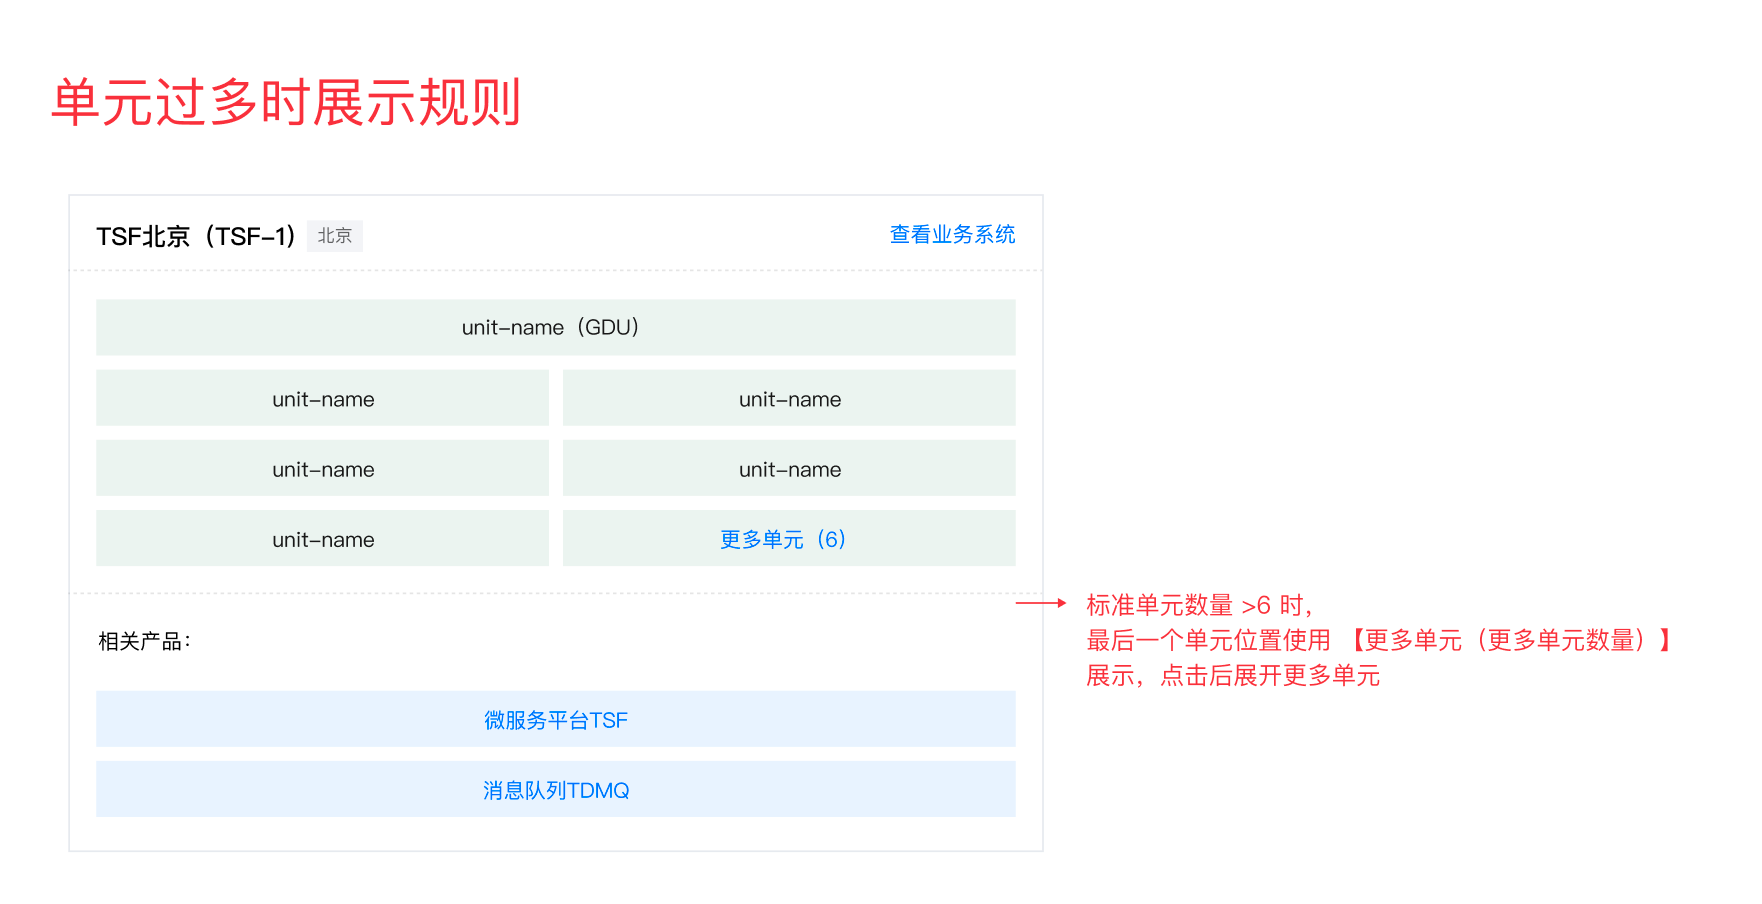 单元过多时展示规则
TSF北京（TSF-1） 北京 查看业务系统
unit-name（GDU）
unit-name unit-name
unit-name unit-name
unit-name 更多单元（6）
标准单元数量 >6 时，
最后一个单元位置使用 【更多单元（更多单元数量）】
展示，点击后展开更多单元
相关产品：
微服务平台TSF
消息队列TDMQ